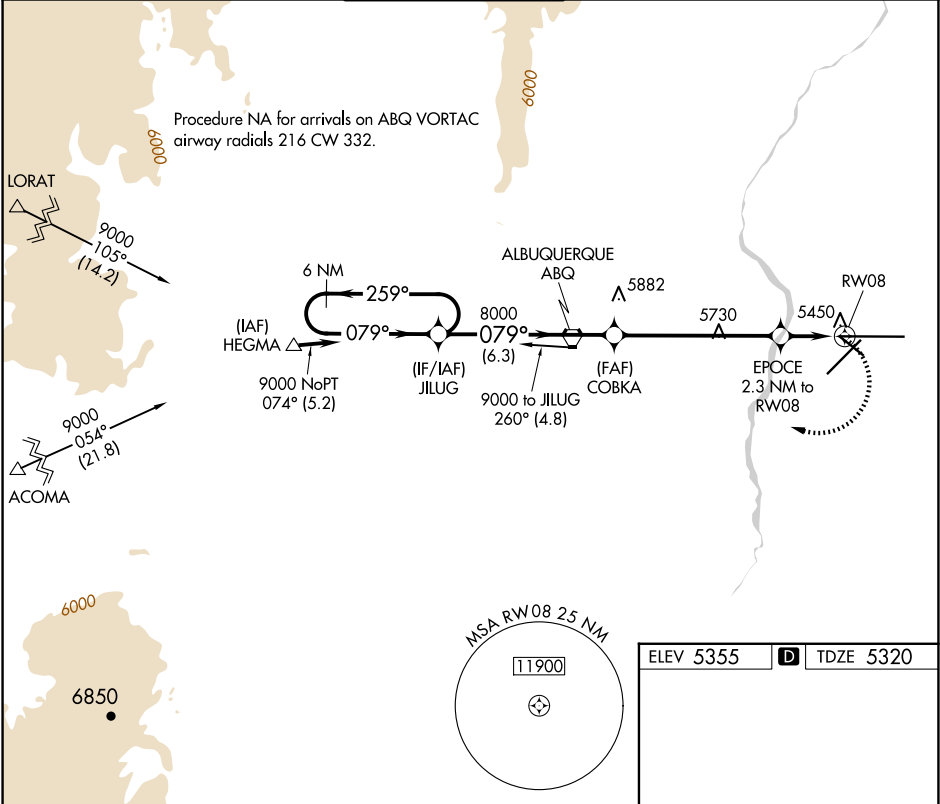 6000
Procedure NA for arrivals on ABQ VORTAC
airway radials 216 CW 332.
6000
LORAT
9000
105°
(14.2)
6 NM
259°
079°
(IAF)
HEGMA
9000 NoPT
074° (5.2)
(IF/IAF)
JILUG
8000
079°
(6.3)
ALBUQUERQUE
ABQ
9000 to JILUG
260° (4.8)
5882
(FAF)
COBKA
5730
5450
RW08
EPOCE
2.3 NM to
RW08
9000
054°
(21.8)
ACOMA
6000
6850
MSA RW08 25 NM
11900
ELEV 5355
D
TDZE 5320